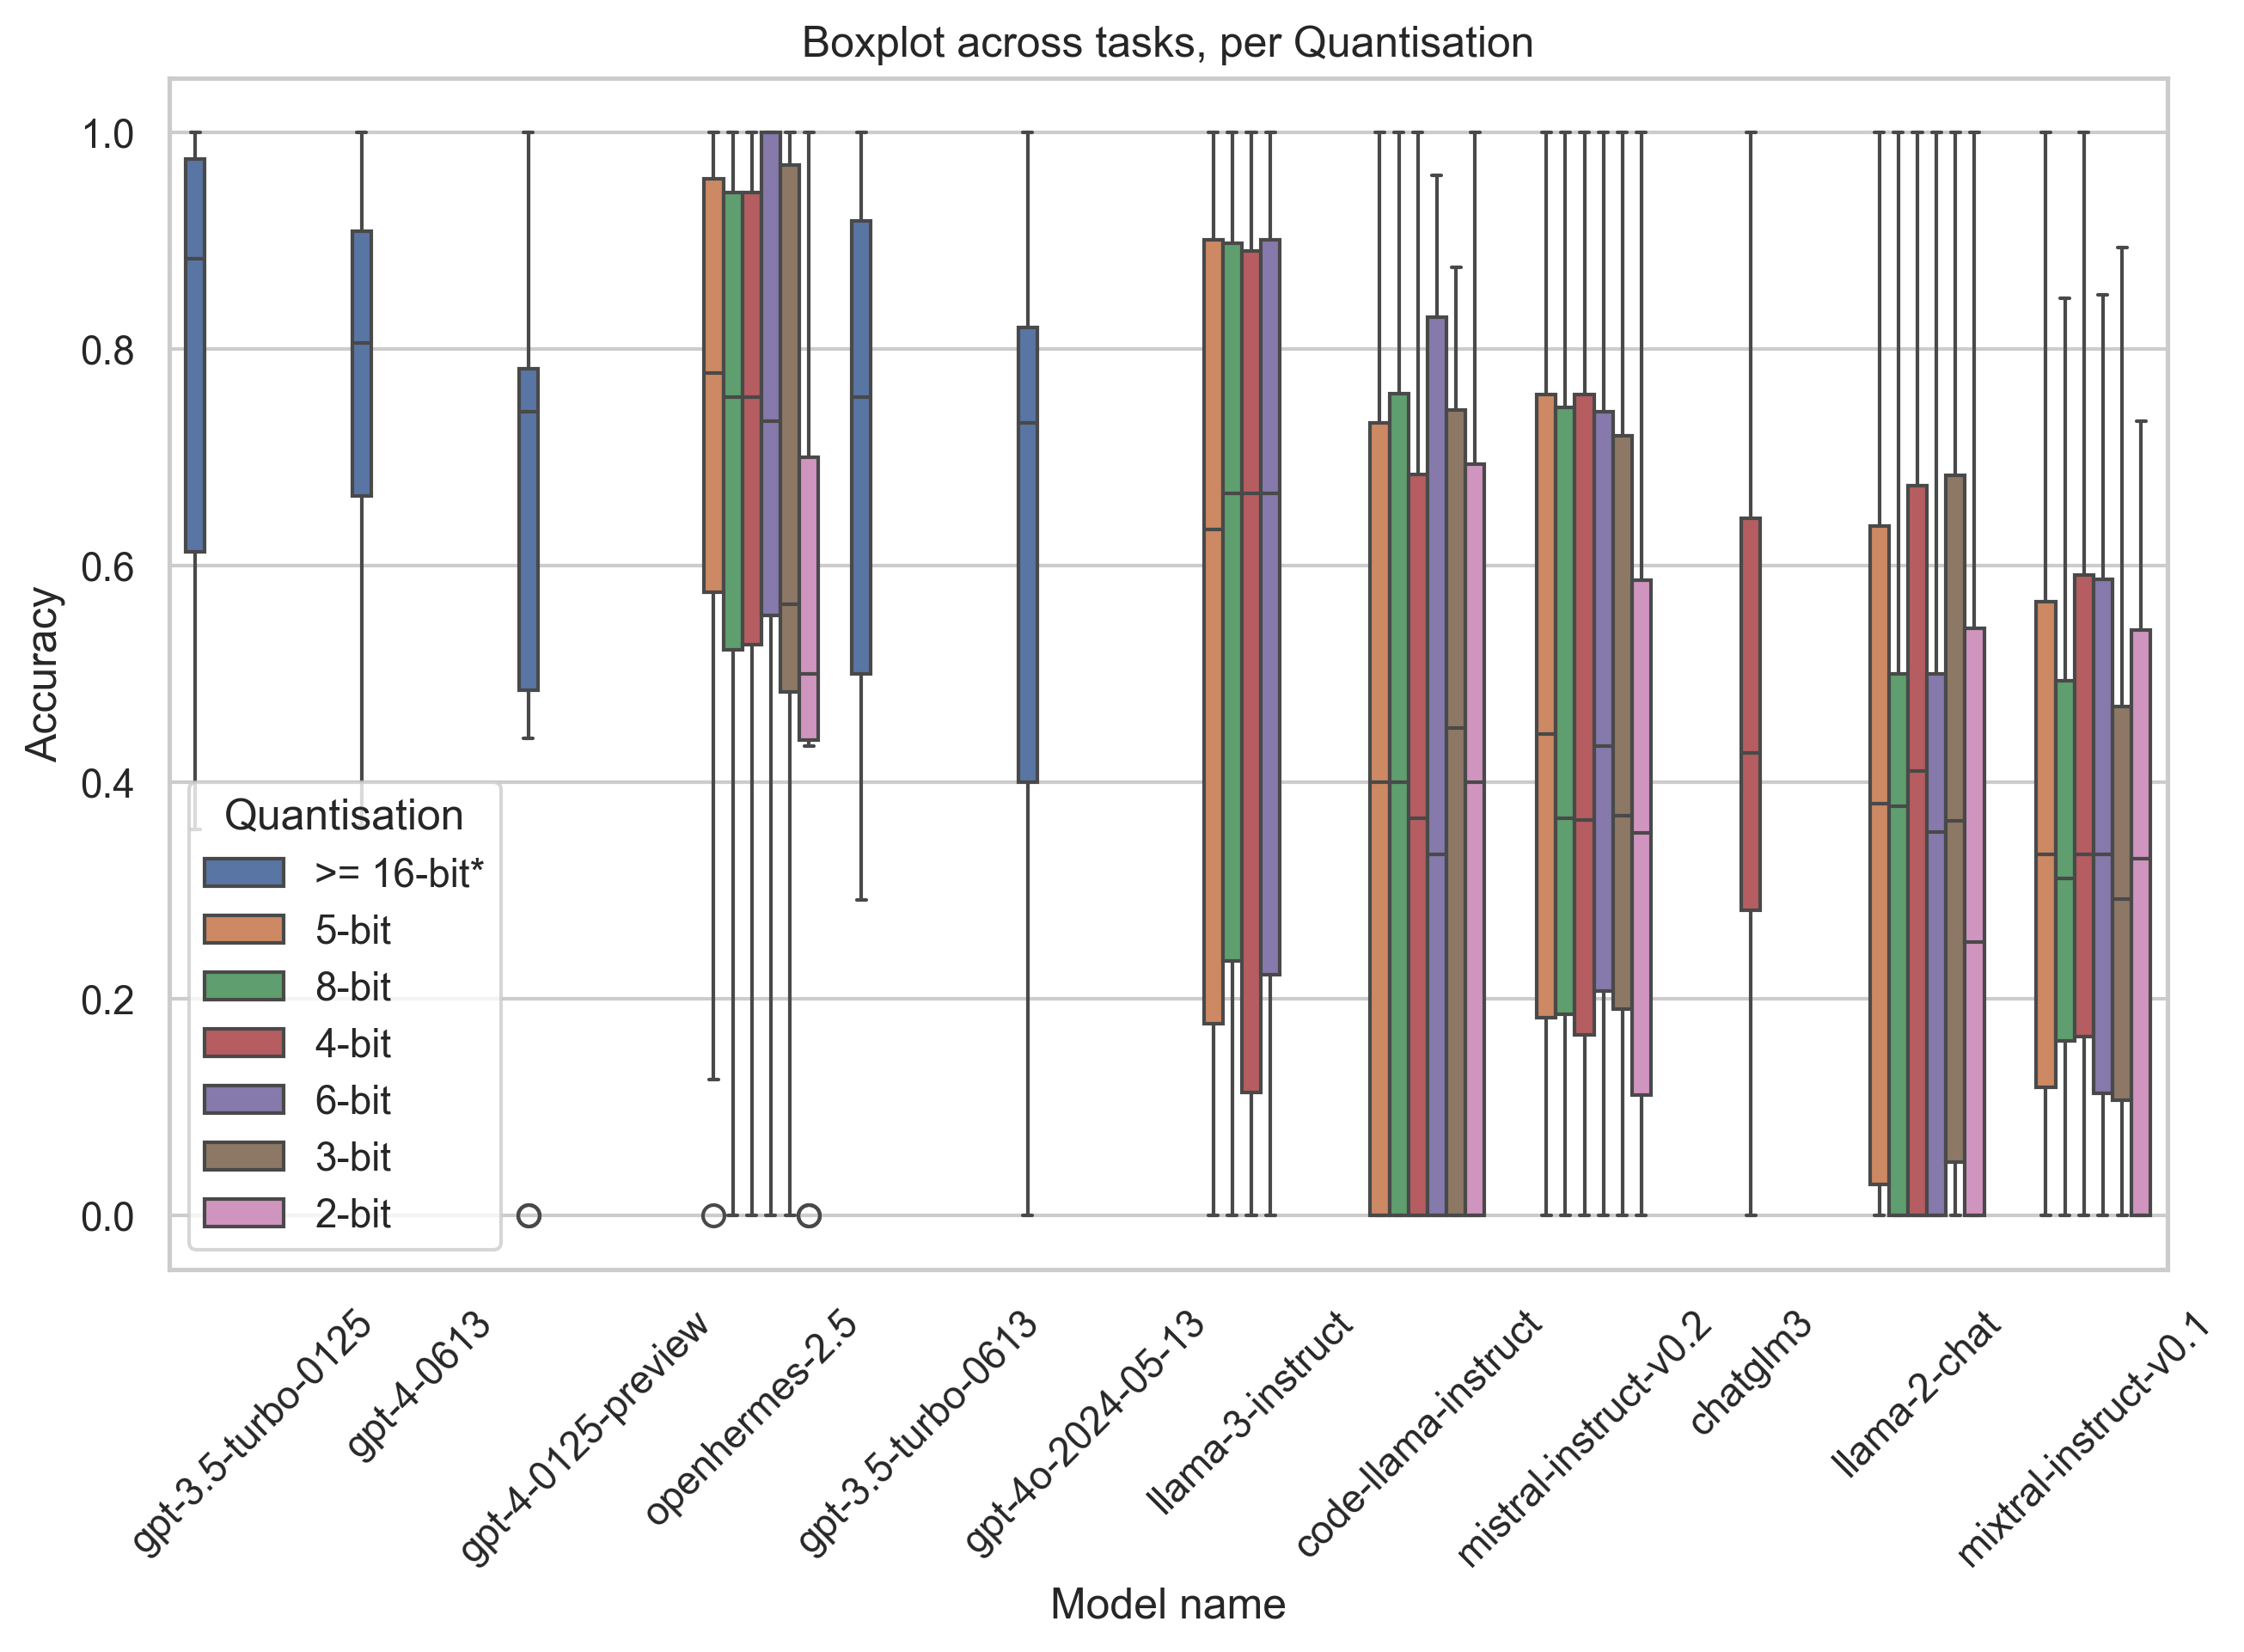 Boxplot across tasks, per Quantisation
Accuracy
1.0
0.8
0.6
0.4
0.2
0.0
Quantisation
>= 16-bit*
5-bit
8-bit
4-bit
6-bit
3-bit
2-bit
gpt-3.5-turbo-0125
gpt-4-0613
gpt-4-0125-preview
openhermes-2.5
gpt-3.5-turbo-0613
gpt-4o-2024-05-13
llama-3-instruct
code-llama-instruct
mistral-instruct-v0.2
chatglm3
llama-2-chat
mixtral-instruct-v0.1
Model name